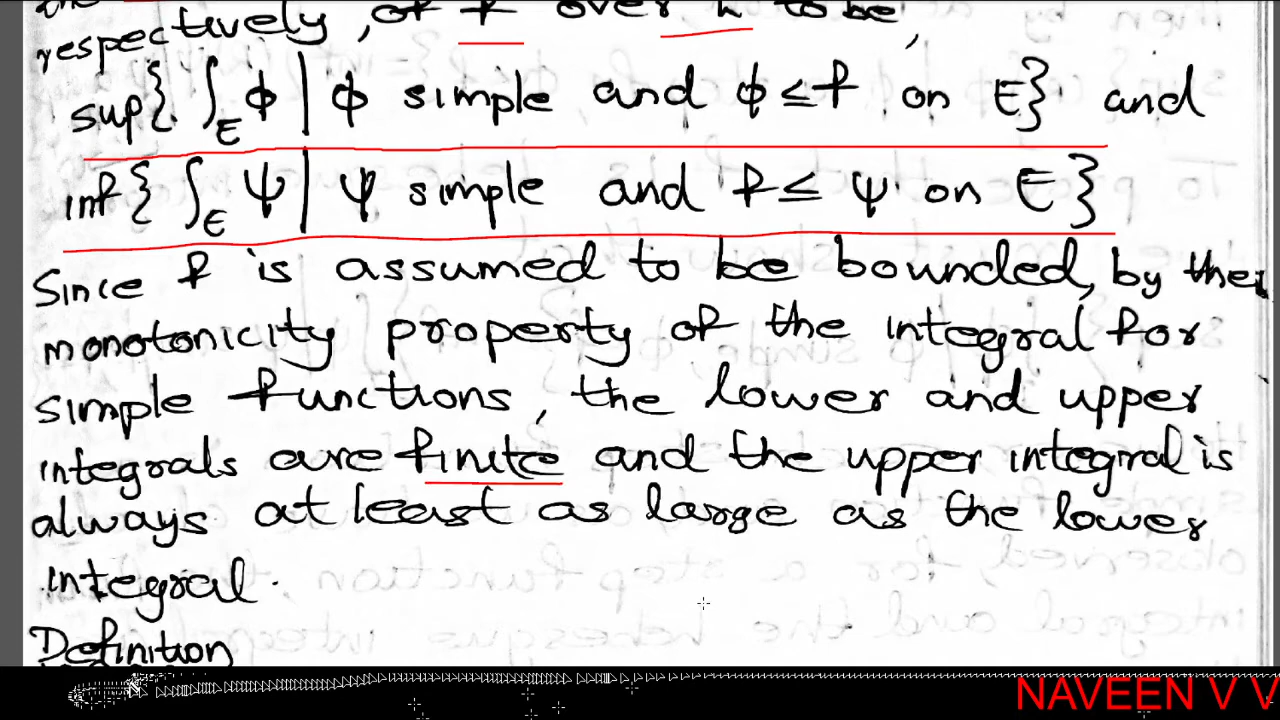 respectively, of f over E to be,
sup{∫_E φ | φ simple and φ ≤ f on E} and
inf{∫_E ψ | ψ simple and f ≤ ψ on E}
Since f is assumed to be bounded, by the
monotonicity property of the integral for
simple functions, the lower and upper
integrals are finite and the upper integral is
always at least as large as the lower
integral.
Definition
NAVEEN V V